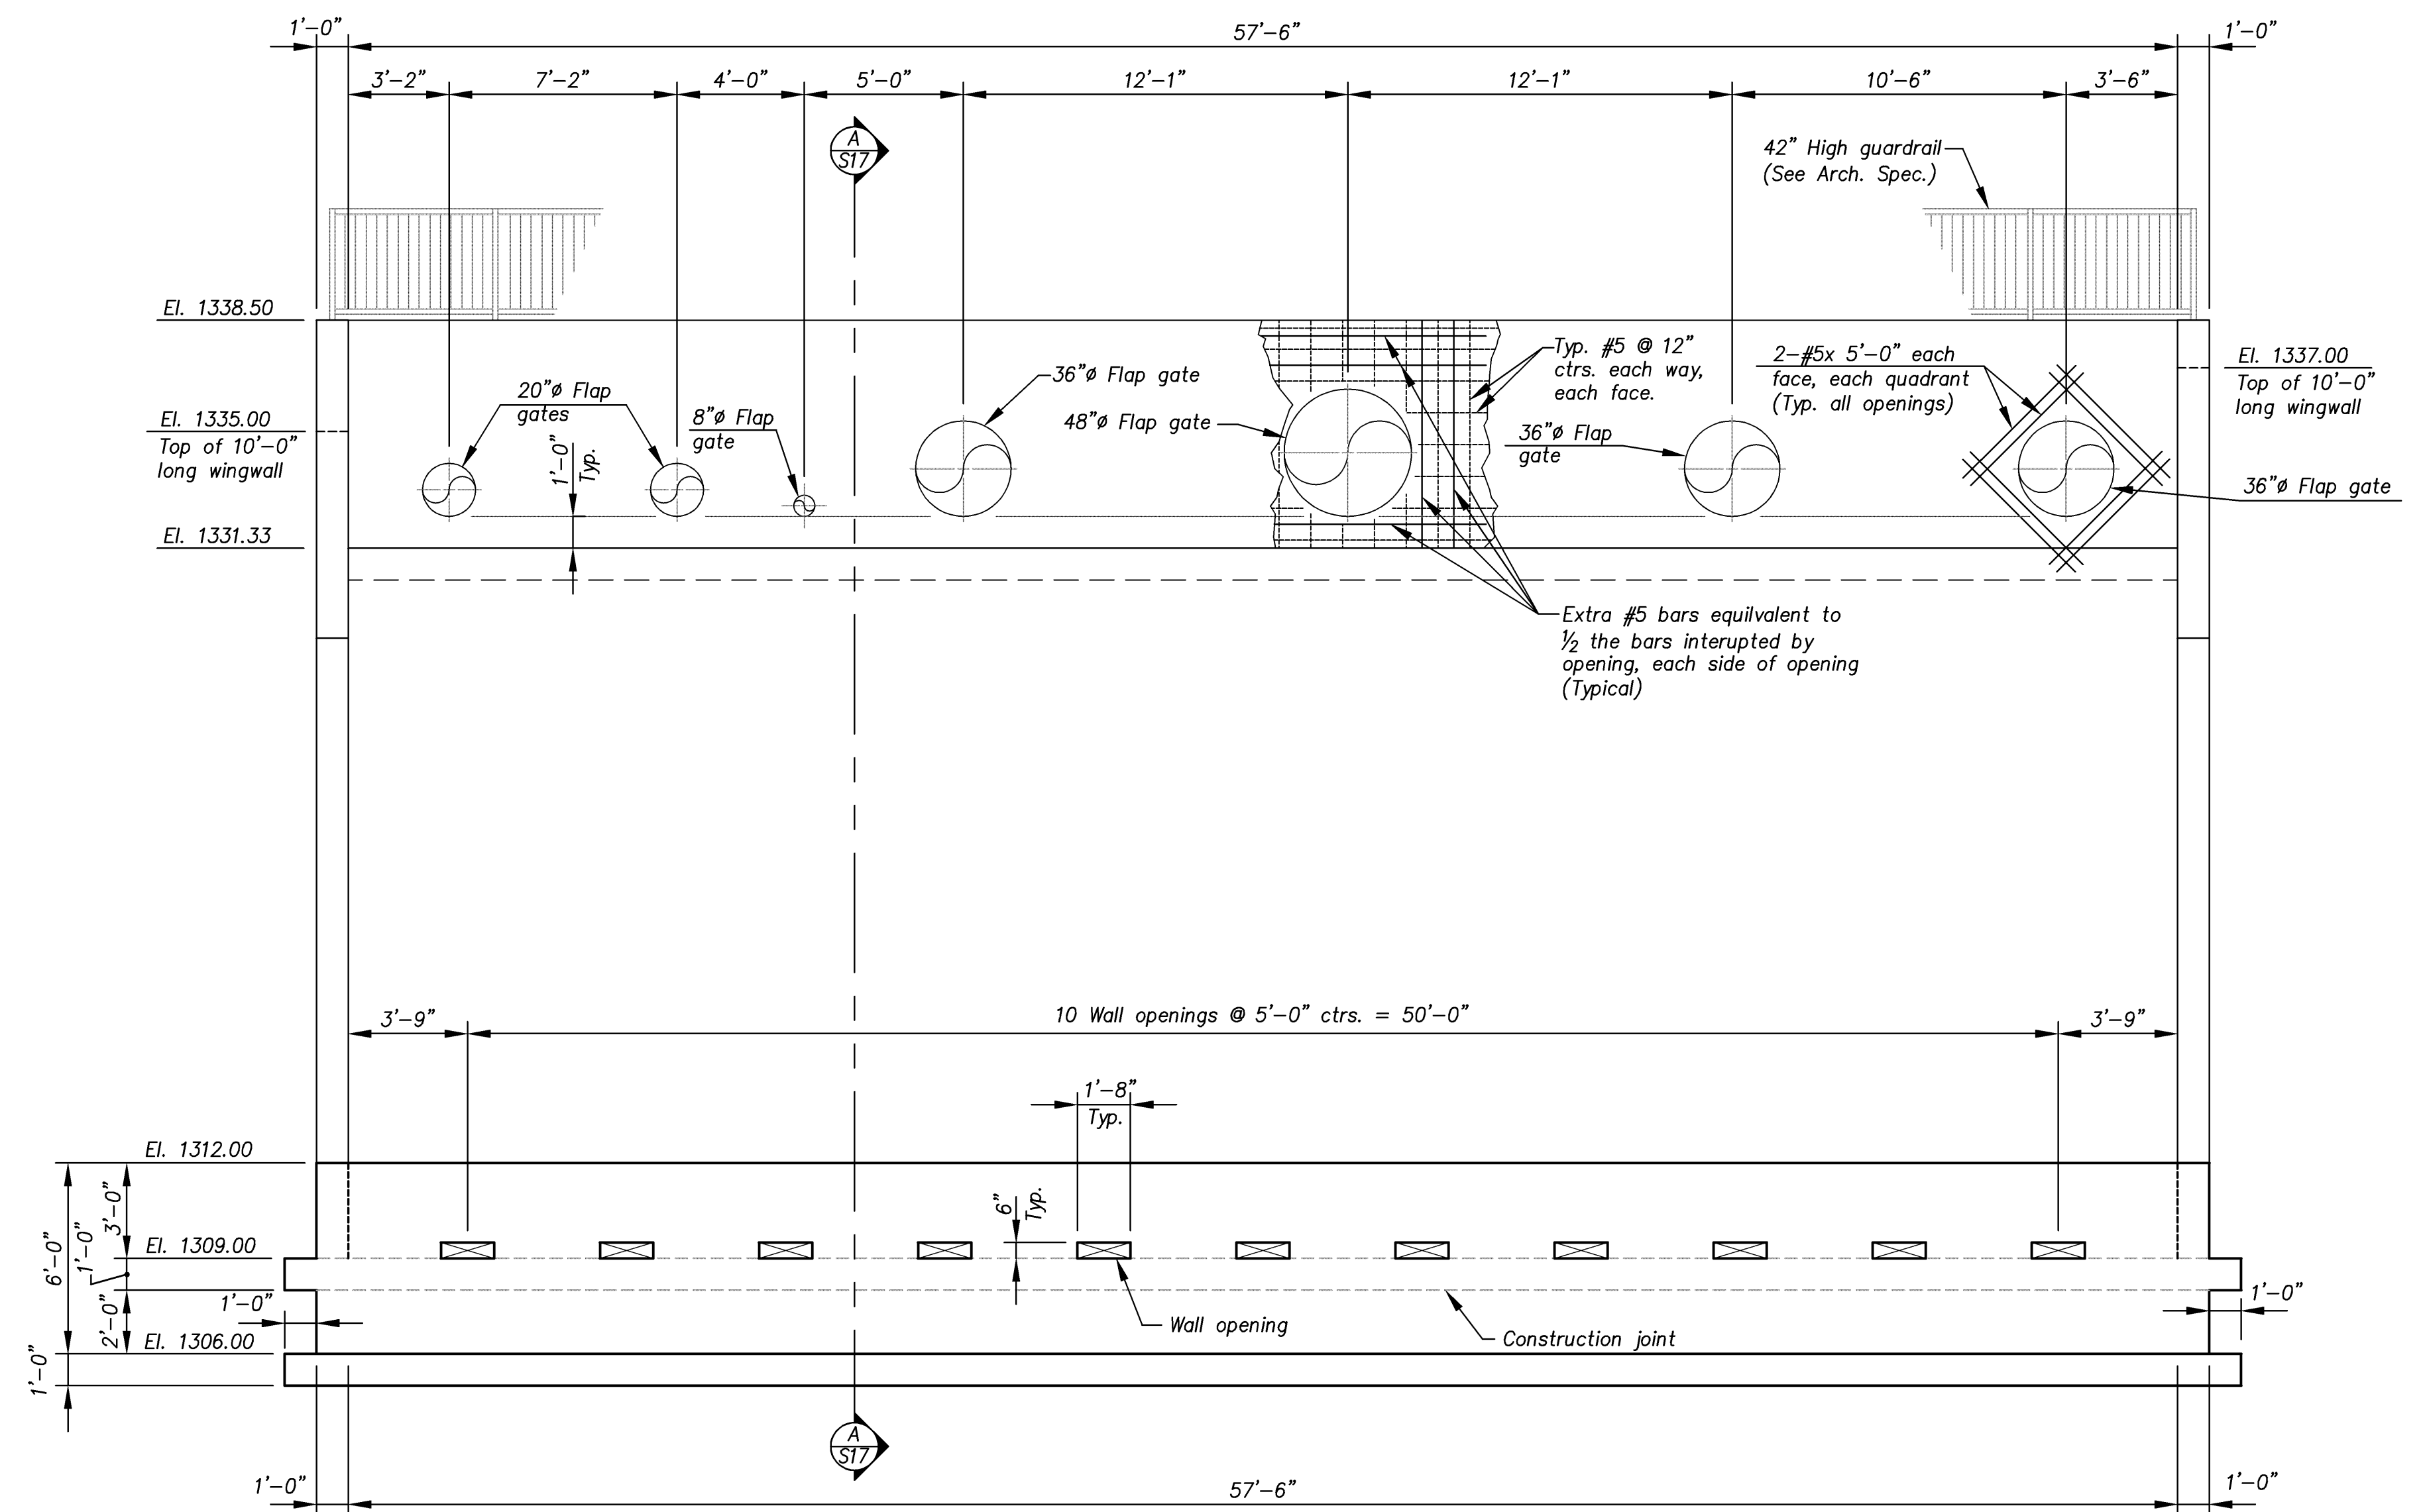 1'-0"
57'-6"
1'-0"
3'-2"
7'-2"
4'-0"
5'-0"
12'-1"
12'-1"
10'-6"
3'-6"
A
S17
42" High guardrail
(See Arch. Spec.)
El. 1338.50
El. 1335.00
Top of 10'-0"
long wingwall
El. 1331.33
20"ø Flap
gates
8"ø Flap
gate
1'-0"
Typ.
36"ø Flap gate
48"ø Flap gate
Typ. #5 @ 12"
ctrs. each way,
each face.
36"ø Flap
gate
2-#5x 5'-0" each
face, each quadrant
(Typ. all openings)
El. 1337.00
Top of 10'-0"
long wingwall
36"ø Flap gate
Extra #5 bars equilvalent to
½ the bars interupted by
opening, each side of opening
(Typical)
3'-9"
10 Wall openings @ 5'-0" ctrs. = 50'-0"
3'-9"
1'-8"
Typ.
6"
Typ.
El. 1312.00
El. 1309.00
El. 1306.00
6'-0"
3'-0"
1'-0"
2'-0"
1'-0"
1'-0"
Wall opening
Construction joint
1'-0"
A
S17
1'-0"
57'-6"
1'-0"